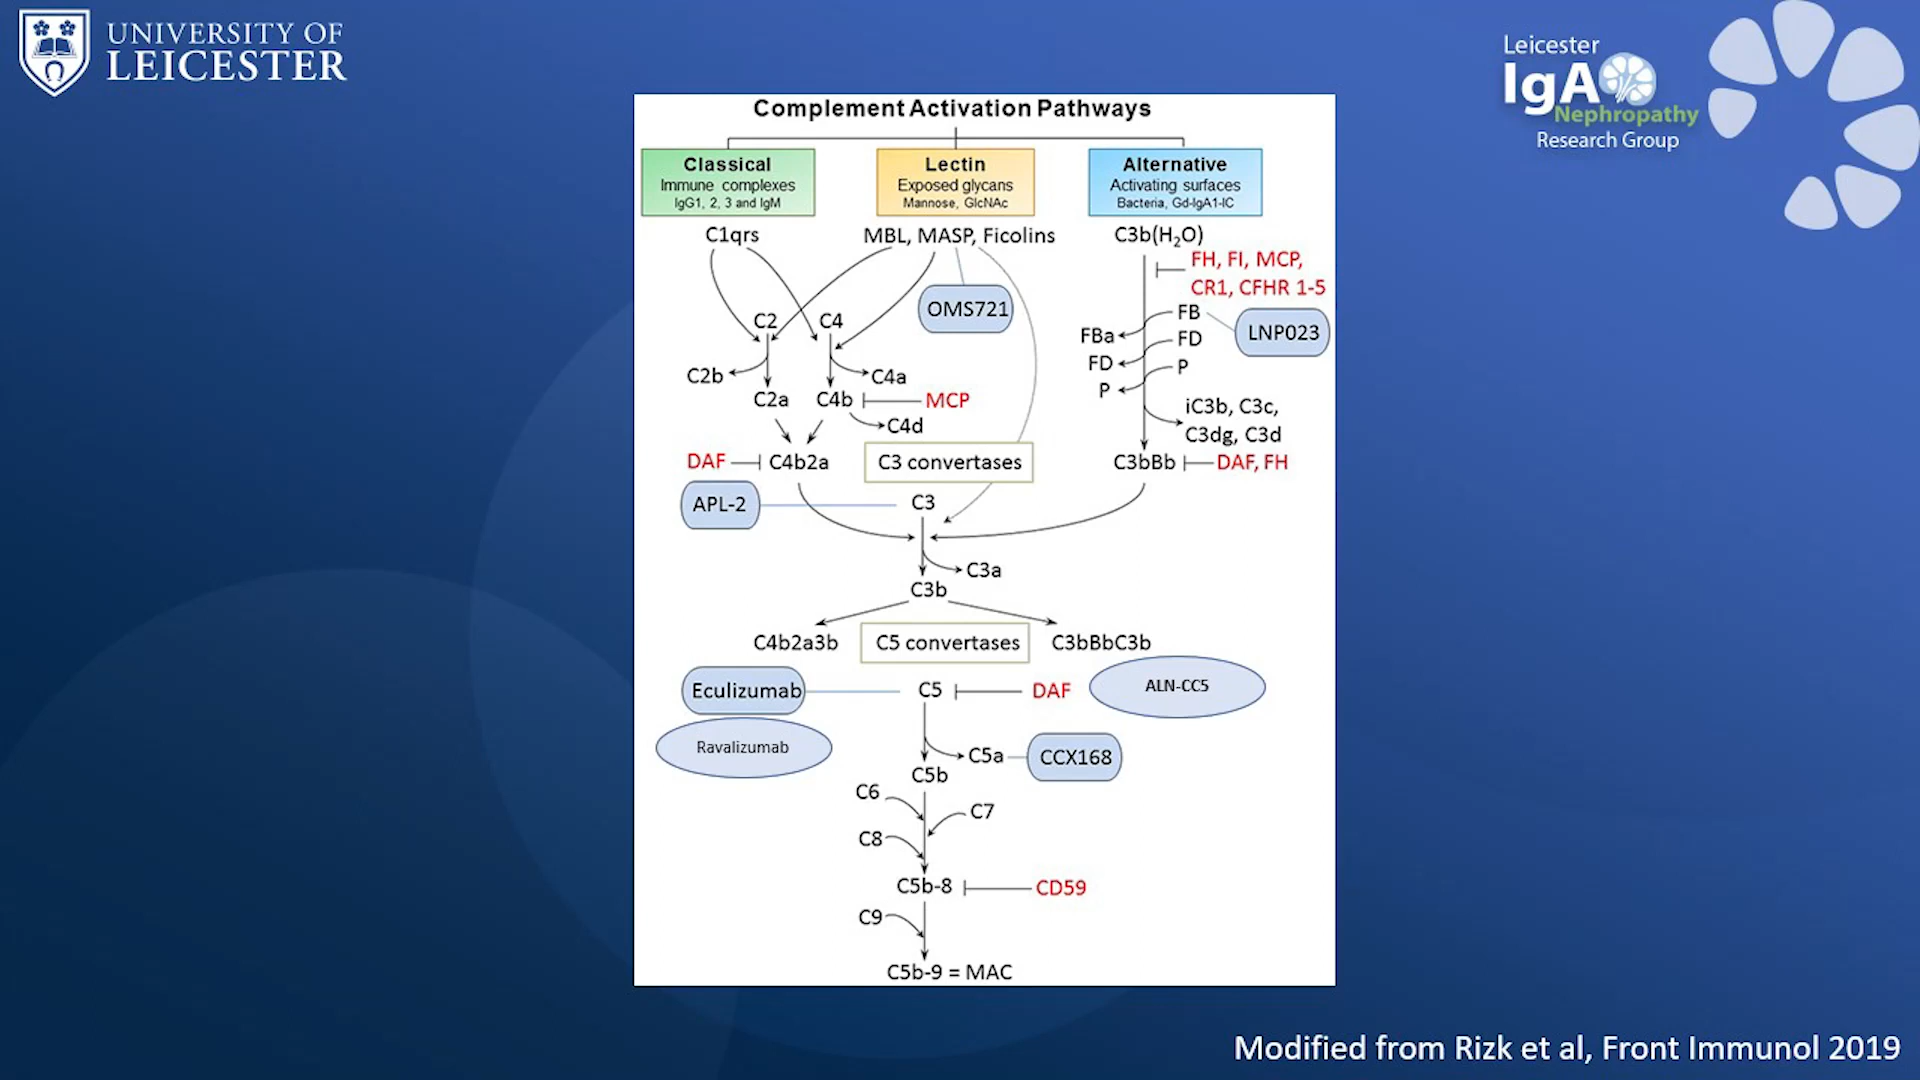 UNIVERSITY OF
LEICESTER
Leicester
IgA
Nephropathy
Research Group
Complement Activation Pathways
Classical
Immune complexes
IgG1, 2, 3 and IgM
Lectin
Exposed glycans
Mannose, GlcNAc
Alternative
Activating surfaces
Bacteria, Gd-IgA1-IC
C1qrs
MBL, MASP, Ficolins
C3b(H₂O)
FH, FI, MCP,
CR1, CFHR 1-5
OMS721
C2
C4
FB
LNP023
FBa
FD
FD
P
P
C2b
C4a
C2a
C4b
MCP
C4d
iC3b, C3c,
C3dg, C3d
DAF
C4b2a
C3 convertases
C3bBb
DAF, FH
APL-2
C3
C3a
C3b
C4b2a3b
C5 convertases
C3bBbC3b
Eculizumab
C5
DAF
ALN-CC5
Ravalizumab
C5a
CCX168
C5b
C6
C7
C8
C5b-8
CD59
C9
C5b-9 = MAC
Modified from Rizk et al, Front Immunol 2019